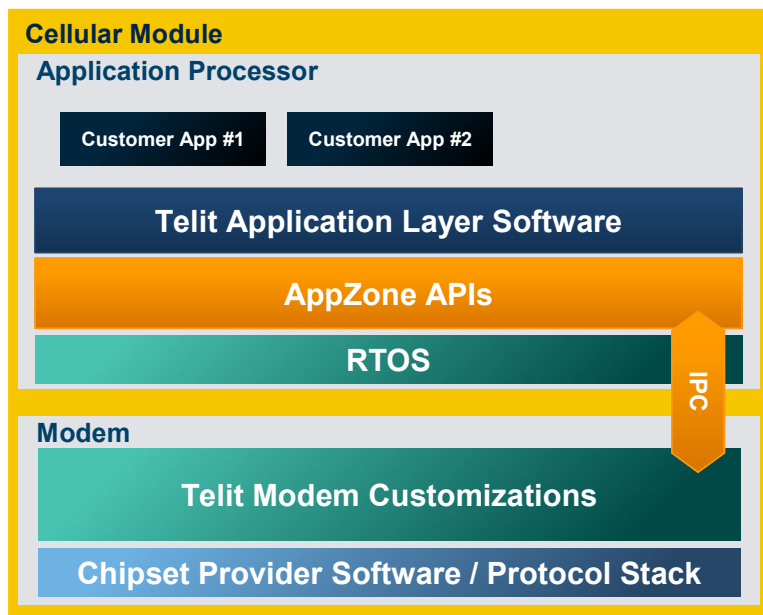 Cellular Module
Application Processor
Customer App #1
Customer App #2
Telit Application Layer Software
AppZone APIs
RTOS
IPC
Modem
Telit Modem Customizations
Chipset Provider Software / Protocol Stack